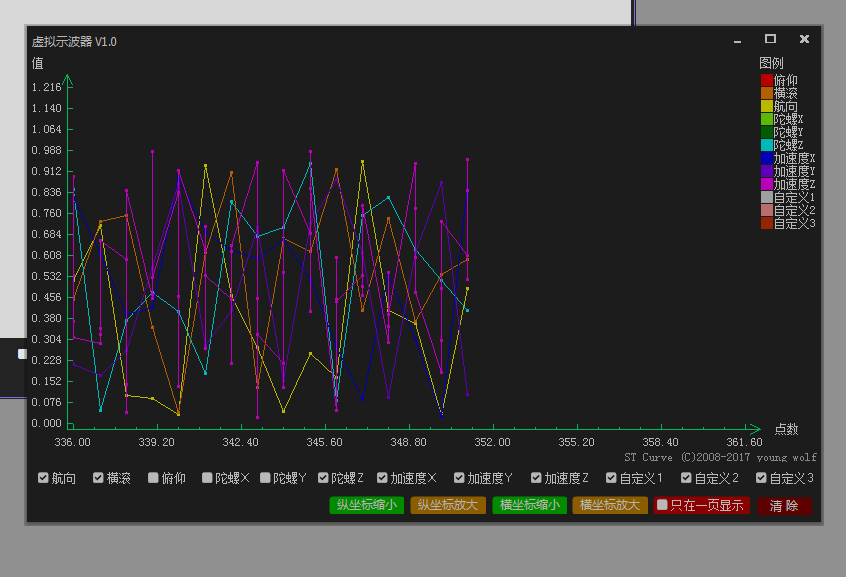 虚拟示波器 V1.0
值
图例
俯仰
横滚
航向
陀螺X
陀螺Y
陀螺Z
加速度X
加速度Y
加速度Z
自定义1
自定义2
自定义3
1.216
1.140
1.064
0.988
0.912
0.836
0.760
0.684
0.608
0.532
0.456
0.380
0.304
0.228
0.152
0.076
0.000
点数
336.00 339.20 342.40 345.60 348.80 352.00 355.20 358.40 361.60
ST Curve (C)2008-2017 young wolf
航向 横滚 俯仰 陀螺X 陀螺Y 陀螺Z 加速度X 加速度Y 加速度Z 自定义1 自定义2 自定义3
纵坐标缩小 纵坐标放大 横坐标缩小 横坐标放大 只在一页显示 清 除